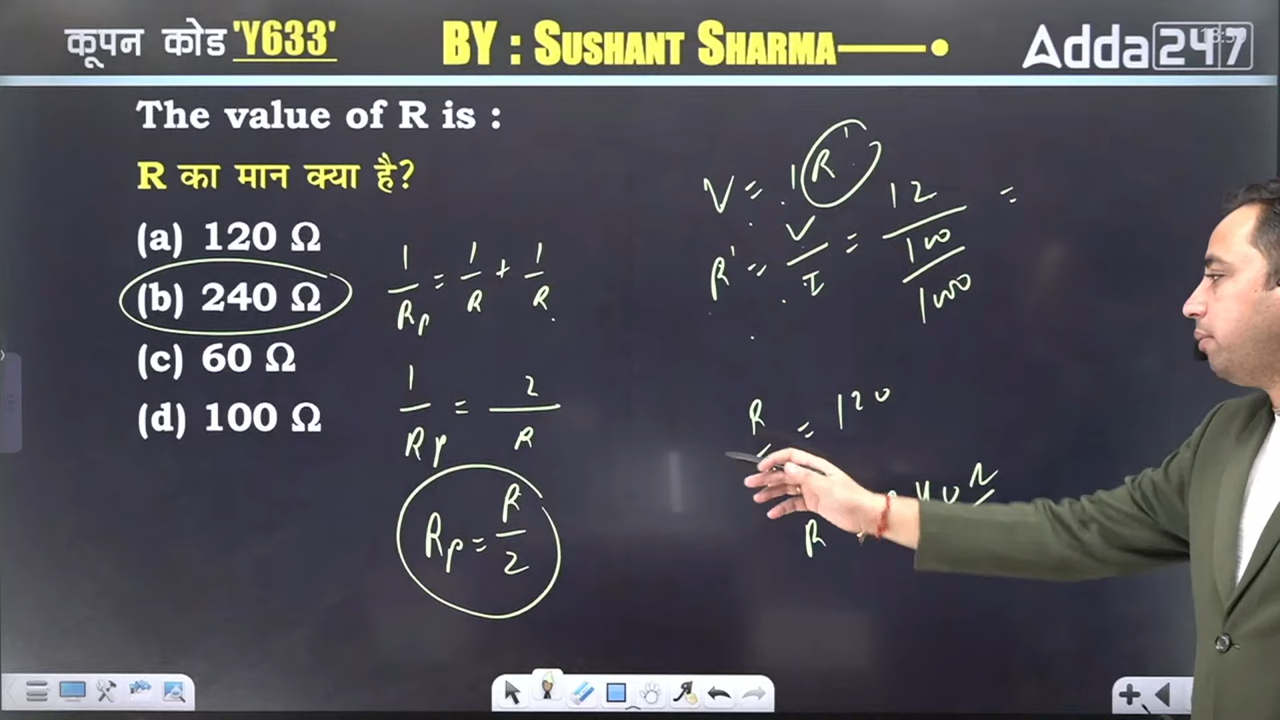 कूपन कोड 'Y633'
BY : SUSHANT SHARMA
Adda247
The value of R is :
R का मान क्या है?
(a) 120 Ω
(b) 240 Ω
(c) 60 Ω
(d) 100 Ω
1/Rp = 1/R + 1/R
1/Rp = 2/R
Rp = R/2
V = IR'
R' = V/I = 12/(100/1000) =
R = 120
R